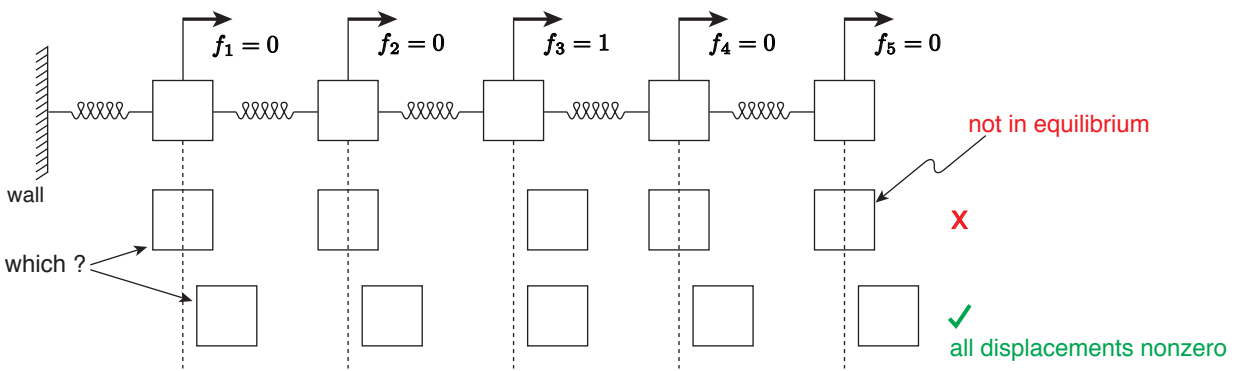 f₁ = 0
f₂ = 0
f₃ = 1
f₄ = 0
f₅ = 0
not in equilibrium
wall
X
which ?
✓
all displacements nonzero